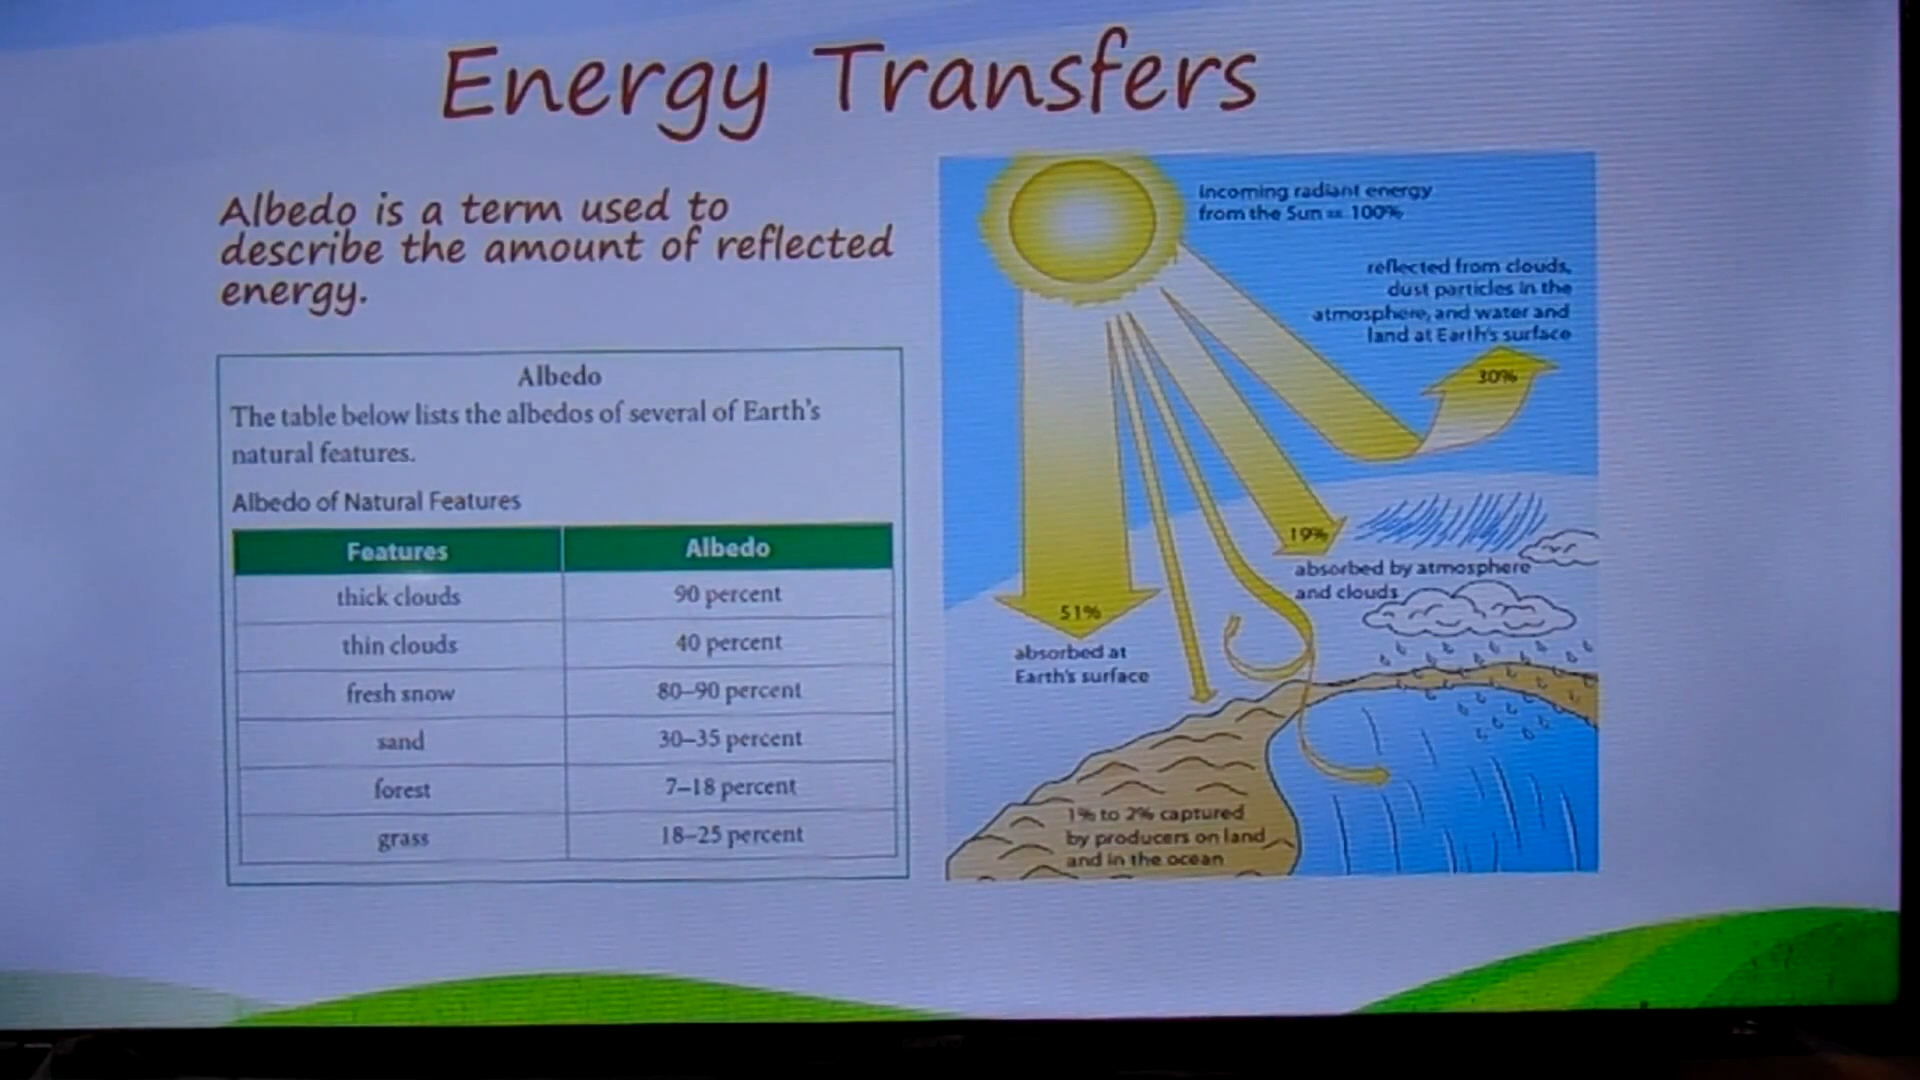 Energy Transfers
Albedo is a term used to
describe the amount of reflected
energy.
Albedo
The table below lists the albedos of several of Earth's
natural features.
Albedo of Natural Features
Features Albedo
thick clouds 90 percent
thin clouds 40 percent
fresh snow 80–90 percent
sand 30–35 percent
forest 7–18 percent
grass 18–25 percent
incoming radiant energy
from the Sun = 100%
reflected from clouds,
dust particles in the
atmosphere, and water and
land at Earth's surface
30%
19%
absorbed by atmosphere
and clouds
51%
absorbed at
Earth's surface
1% to 2% captured
by producers on land
and in the ocean